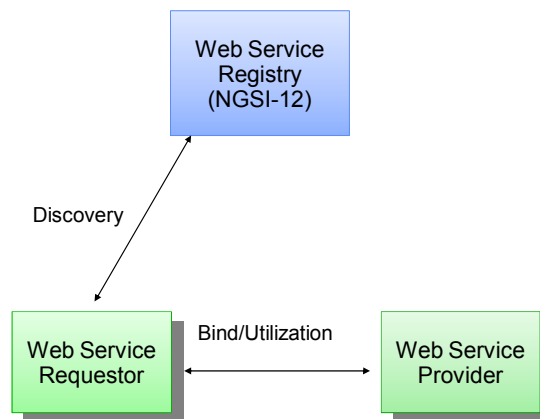 Web Service
Registry
(NGSI-12)
Discovery
Bind/Utilization
Web Service
Requestor
Web Service
Provider